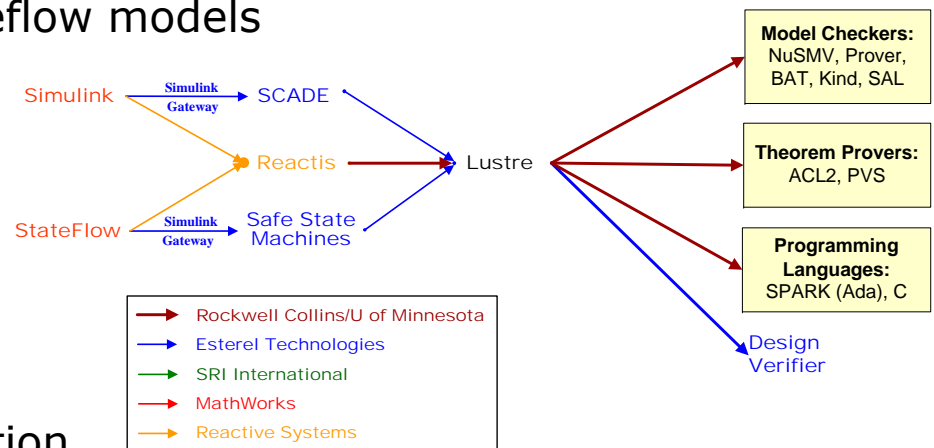 eflow models
Simulink
Simulink
Gateway
SCADE
Reactis
StateFlow
Simulink
Gateway
Safe State
Machines
Lustre
Model Checkers:
NuSMV, Prover,
BAT, Kind, SAL
Theorem Provers:
ACL2, PVS
Programming
Languages:
SPARK (Ada), C
Design
Verifier
Rockwell Collins/U of Minnesota
Esterel Technologies
SRI International
MathWorks
Reactive Systems
tion